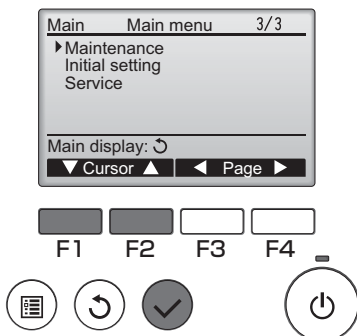 Main Main menu 3/3
Maintenance
Initial setting
Service
Main display:
Cursor Page
F1 F2 F3 F4